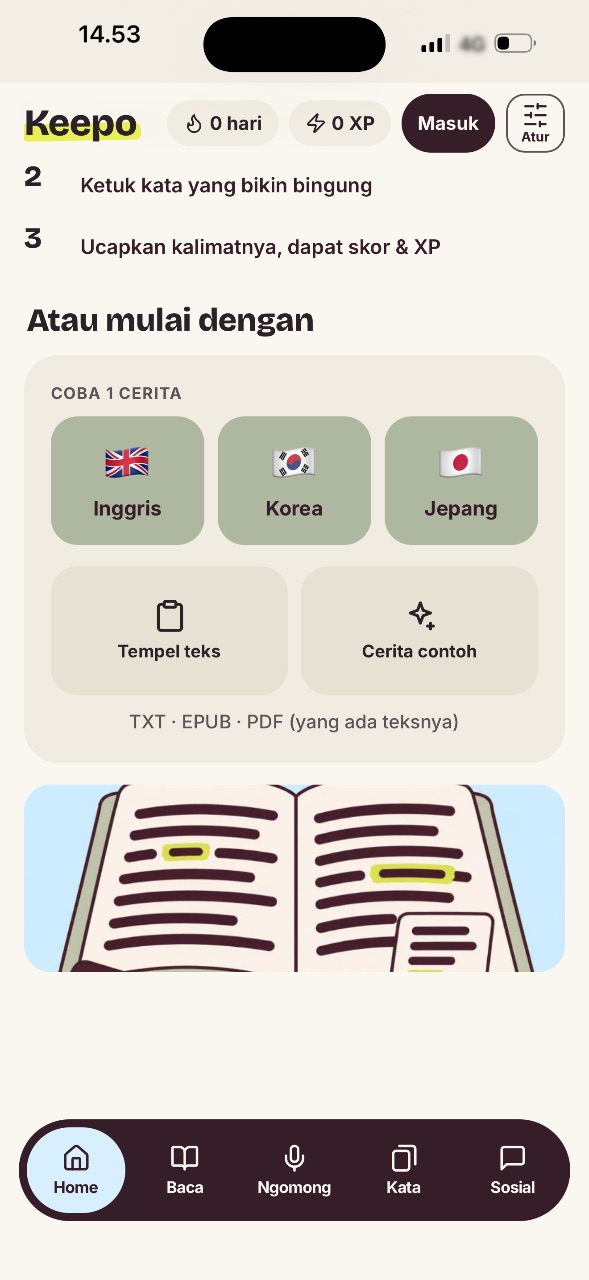 14.53
4G
Keepo
0 hari
0 XP
Masuk
Atur
2 Ketuk kata yang bikin bingung
3 Ucapkan kalimatnya, dapat skor & XP
Atau mulai dengan
COBA 1 CERITA
Inggris
Korea
Jepang
Tempel teks
Cerita contoh
TXT · EPUB · PDF (yang ada teksnya)
Home
Baca
Ngomong
Kata
Sosial